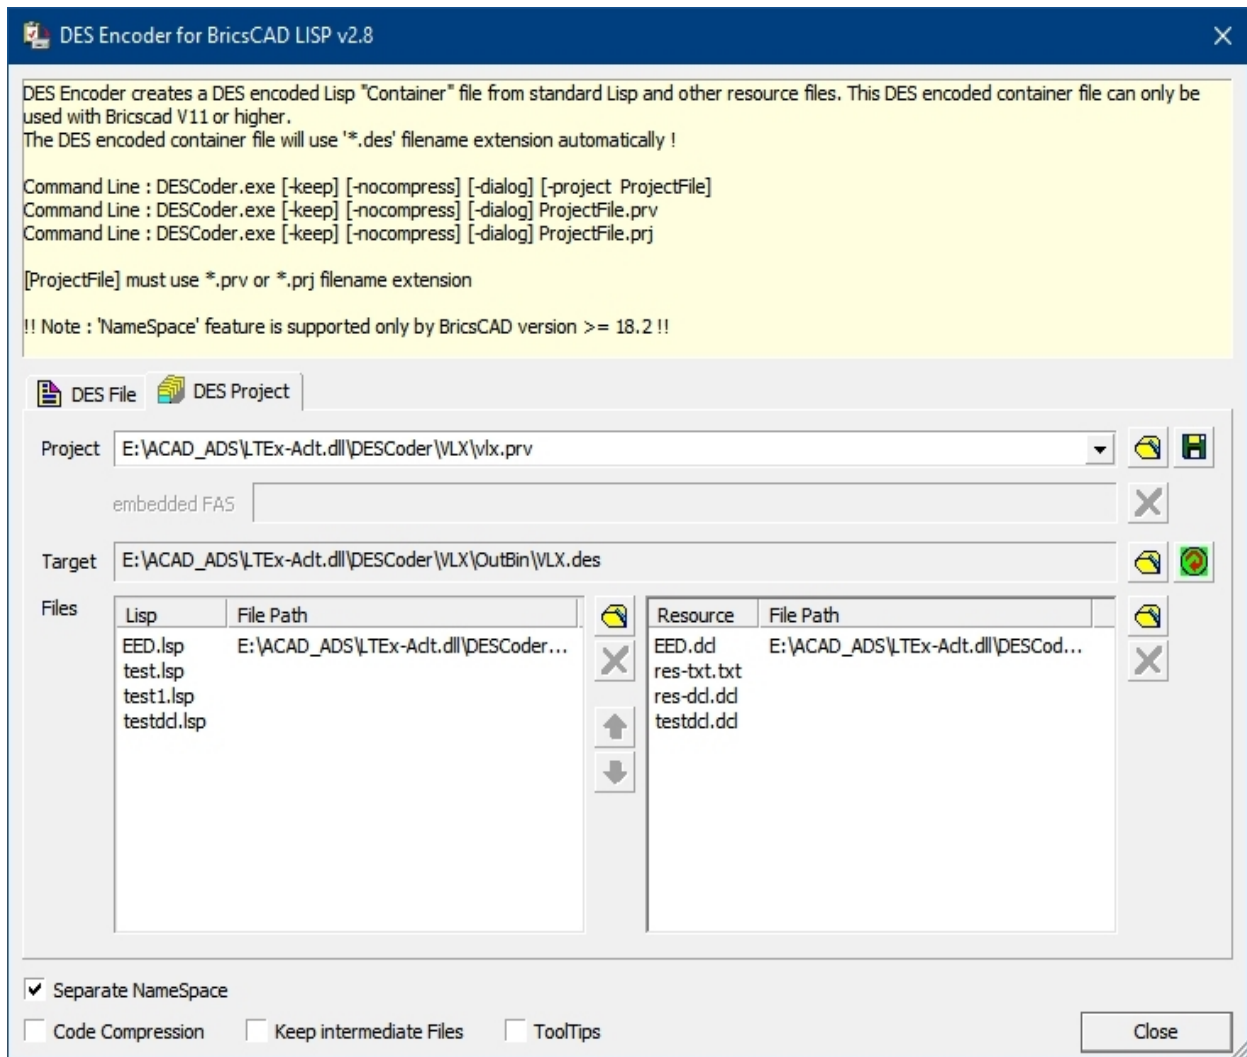 DES Encoder for BricsCAD LISP v2.8
DES Encoder creates a DES encoded Lisp "Container" file from standard Lisp and other resource files. This DES encoded container file can only be
used with Bricscad V11 or higher.
The DES encoded container file will use '*.des' filename extension automatically !
Command Line : DESCoder.exe [-keep] [-nocompress] [-dialog] [-project ProjectFile]
Command Line : DESCoder.exe [-keep] [-nocompress] [-dialog] ProjectFile.prv
Command Line : DESCoder.exe [-keep] [-nocompress] [-dialog] ProjectFile.prj
[ProjectFile] must use *.prv or *.prj filename extension
!! Note : 'NameSpace' feature is supported only by BricsCAD version >= 18.2 !!
DES File DES Project
Project E:\ACAD_ADS\LTEx-Aclt.dll\DESCoder\VLX\vlx.prv
embedded FAS
Target E:\ACAD_ADS\LTEx-Aclt.dll\DESCoder\VLX\OutBin\VLX.des
Files Lisp File Path Resource File Path
EED.lsp E:\ACAD_ADS\LTEx-Aclt.dll\DESCoder... EED.dcl E:\ACAD_ADS\LTEx-Aclt.dll\DESCod...
test.lsp res-txt.txt
test1.lsp res-dcl.dcl
testdcl.lsp testdcl.dcl
Separate NameSpace
Code Compression Keep intermediate Files ToolTips Close